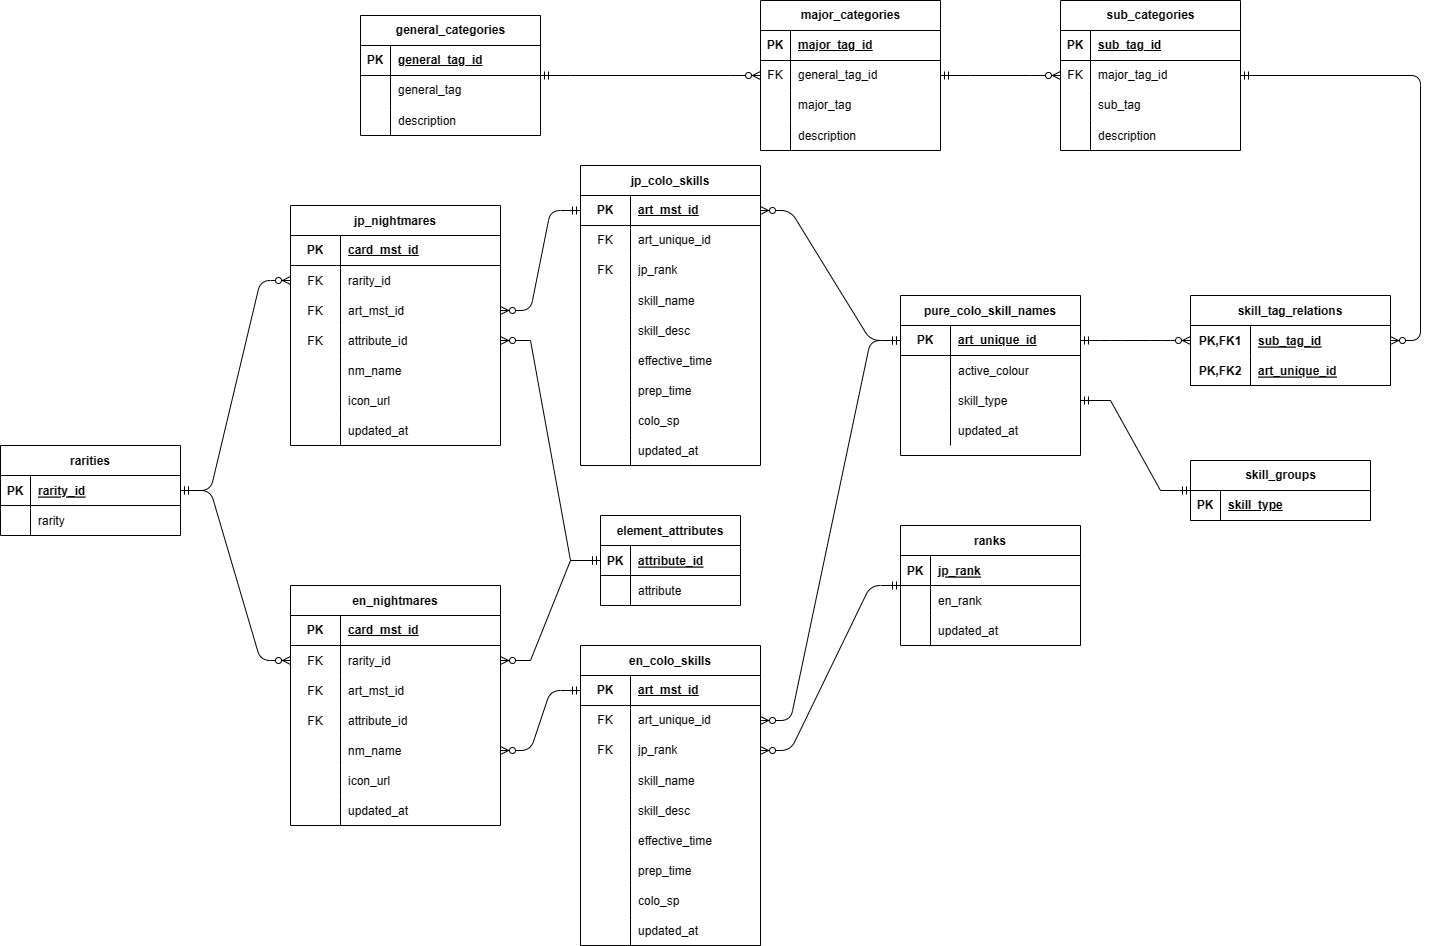 general_categories
PK general_tag_id
general_tag
description
major_categories
PK major_tag_id
FK general_tag_id
major_tag
description
sub_categories
PK sub_tag_id
FK major_tag_id
sub_tag
description
jp_nightmares
PK card_mst_id
FK rarity_id
FK art_mst_id
FK attribute_id
nm_name
icon_url
updated_at
jp_colo_skills
PK art_mst_id
FK art_unique_id
FK jp_rank
skill_name
skill_desc
effective_time
prep_time
colo_sp
updated_at
pure_colo_skill_names
PK art_unique_id
active_colour
skill_type
updated_at
skill_tag_relations
PK,FK1 sub_tag_id
PK,FK2 art_unique_id
rarities
PK rarity_id
rarity
skill_groups
PK skill_type
element_attributes
PK attribute_id
attribute
ranks
PK jp_rank
en_rank
updated_at
en_nightmares
PK card_mst_id
FK rarity_id
FK art_mst_id
FK attribute_id
nm_name
icon_url
updated_at
en_colo_skills
PK art_mst_id
FK art_unique_id
FK jp_rank
skill_name
skill_desc
effective_time
prep_time
colo_sp
updated_at